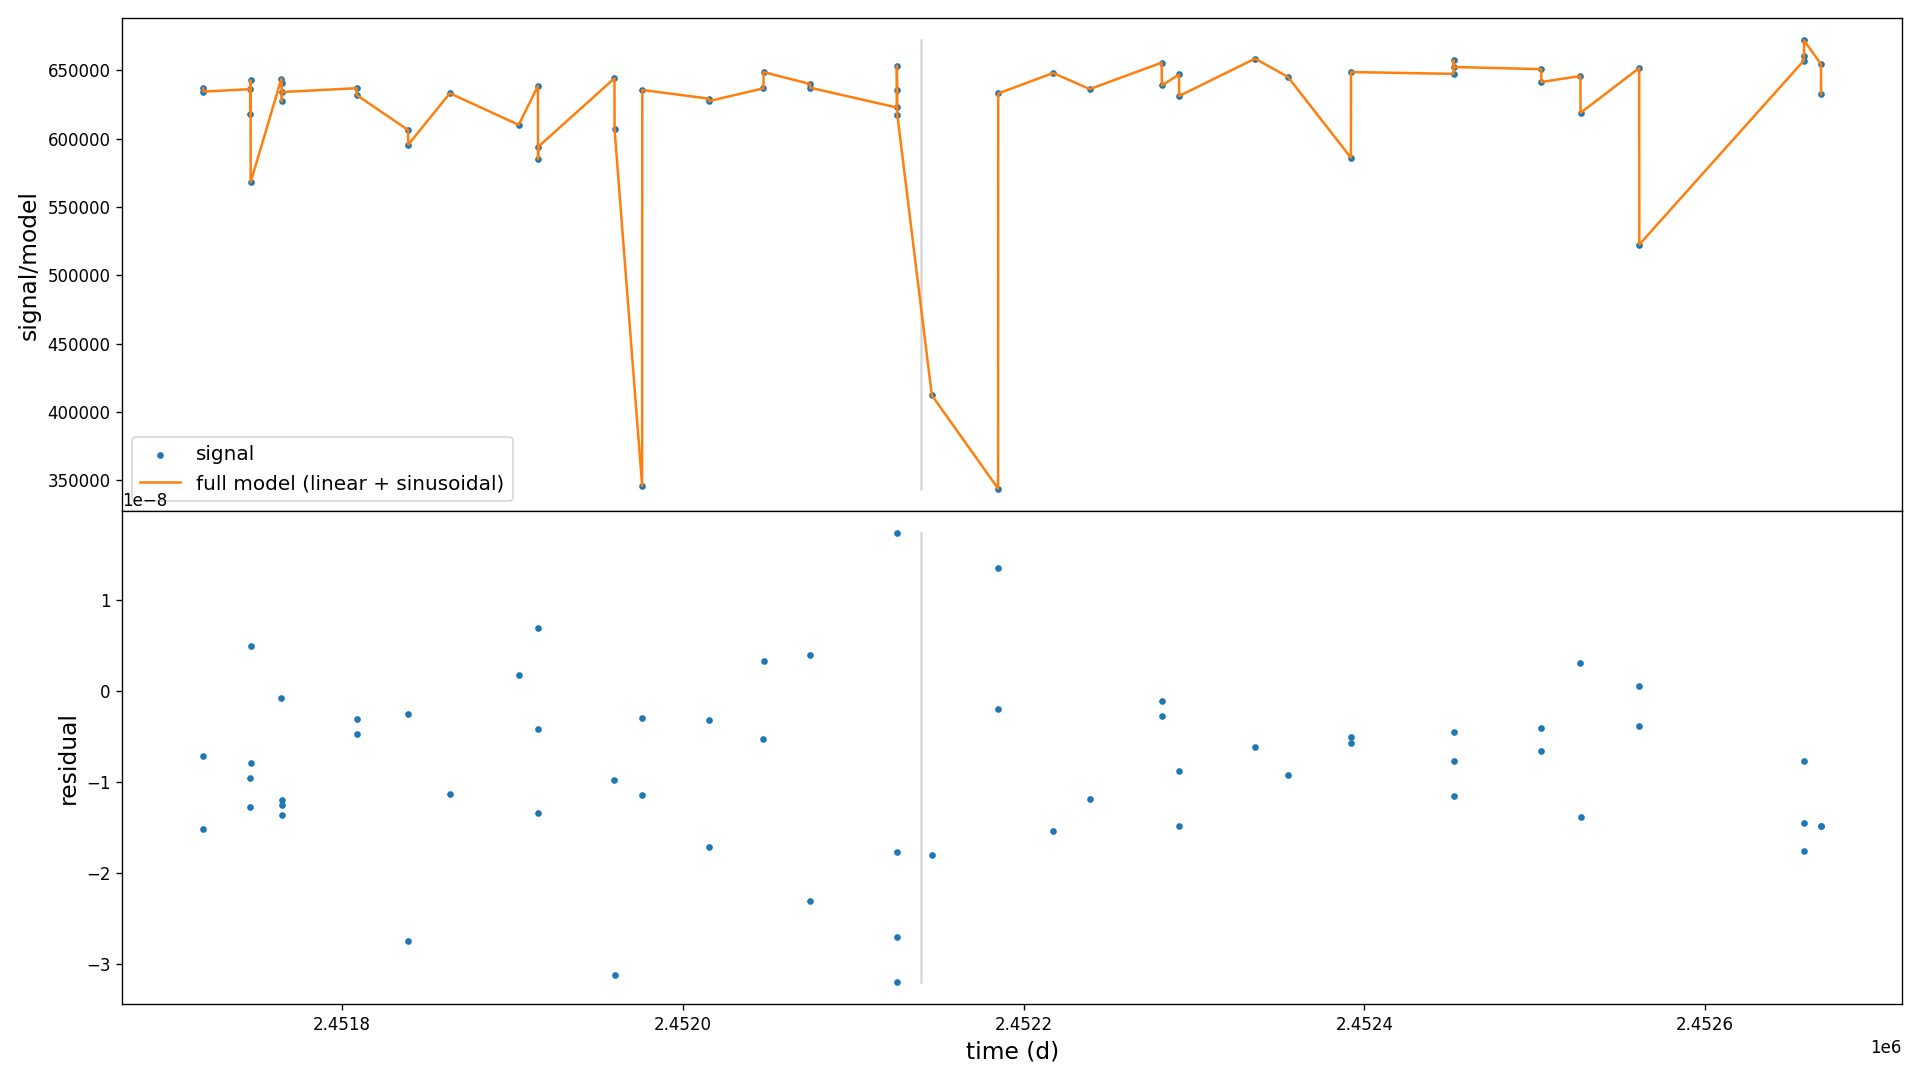 650000
600000
550000
500000
450000
400000
350000
signal/model
signal
full model (linear + sinusoidal)
1e−8
1
0
−1
−2
−3
residual
2.4518
2.4520
2.4522
2.4524
2.4526
1e6
time (d)